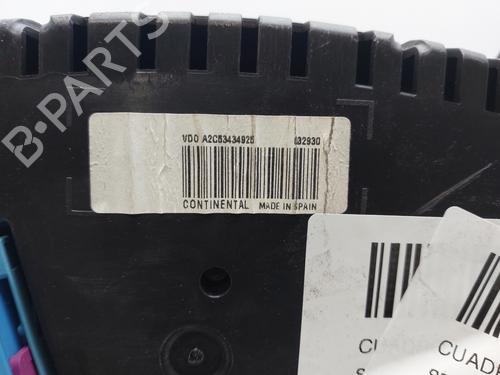 VDO A2C53434925 032930
CONTINENTAL MADE IN SPAIN
B-PARTS